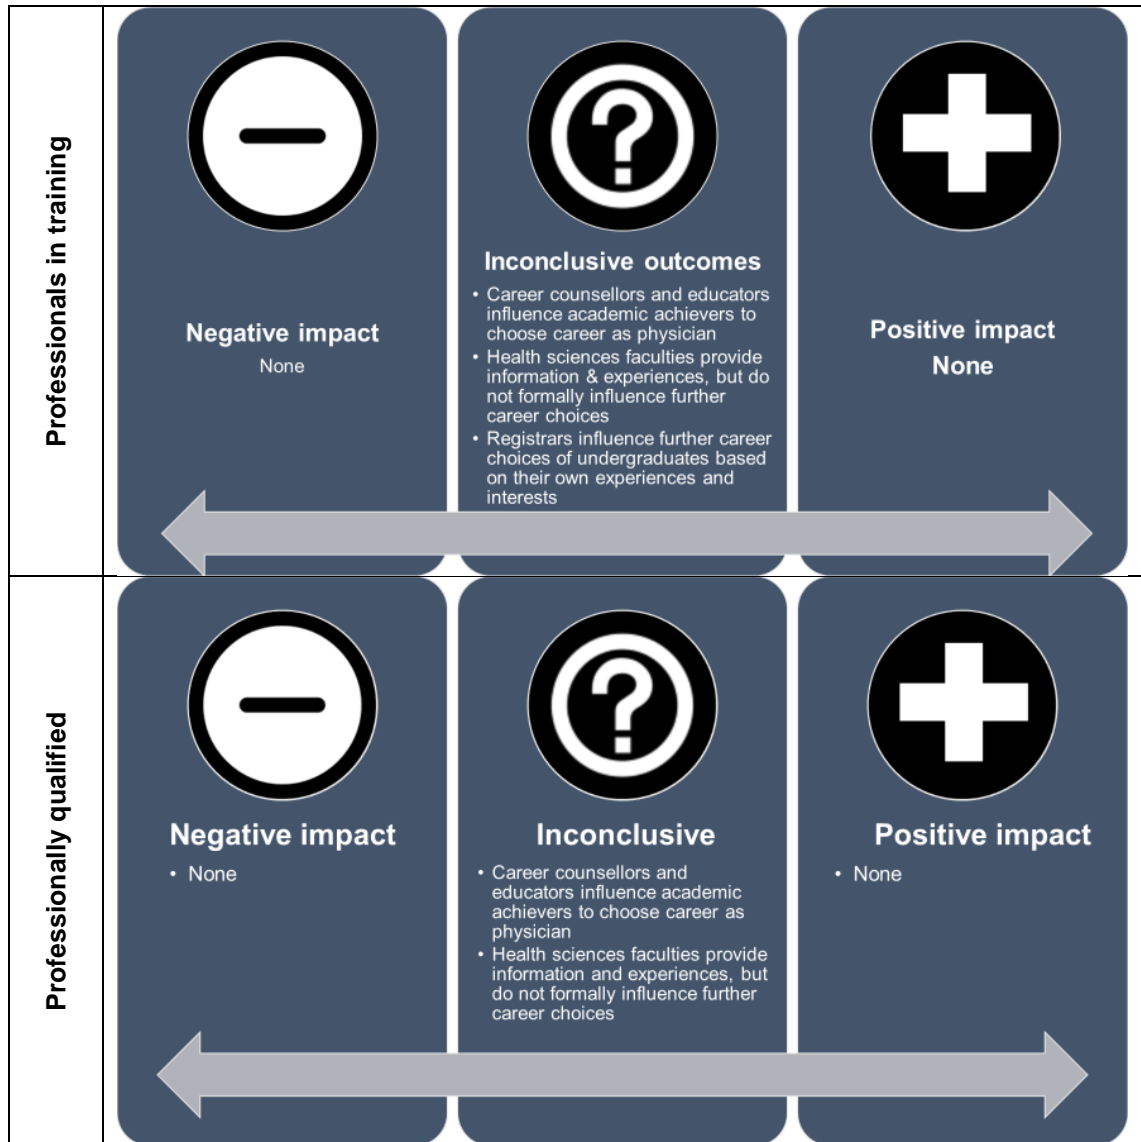 Professionals in training
Negative impact
None
Inconclusive outcomes
• Career counsellors and educators
influence academic achievers to
choose career as physician
• Health sciences faculties provide
information & experiences, but do
not formally influence further
career choices
• Registrars influence further career
choices of undergraduates based
on their own experiences and
interests
Positive impact
None
Professionally qualified
Negative impact
• None
Inconclusive
• Career counsellors and
educators influence academic
achievers to choose career as
physician
• Health sciences faculties provide
information and experiences, but
do not formally influence further
career choices
Positive impact
• None